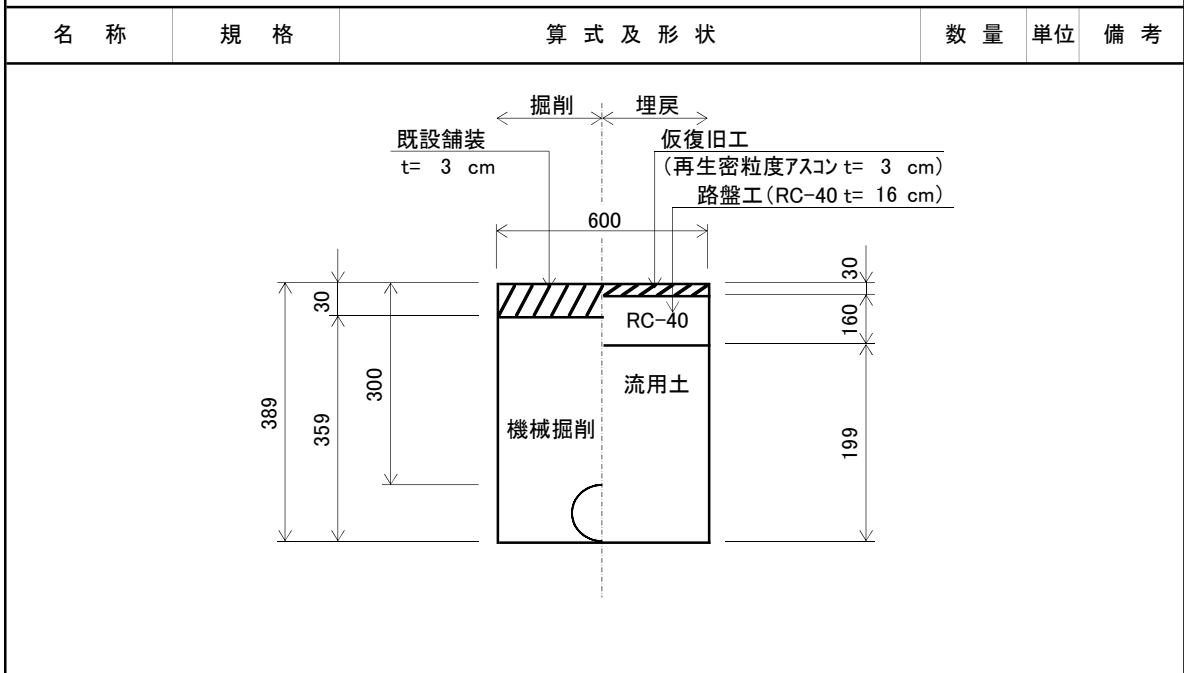 名 称 規 格 算 式 及 形 状 数 量 単位 備 考
掘削 埋戻
既設舗装
t= 3 cm
仮復旧工
(再生密粒度アスコン t= 3 cm)
路盤工(RC-40 t= 16 cm)
600
30
30
160
RC-40
300
流用土
389
359
機械掘削
199